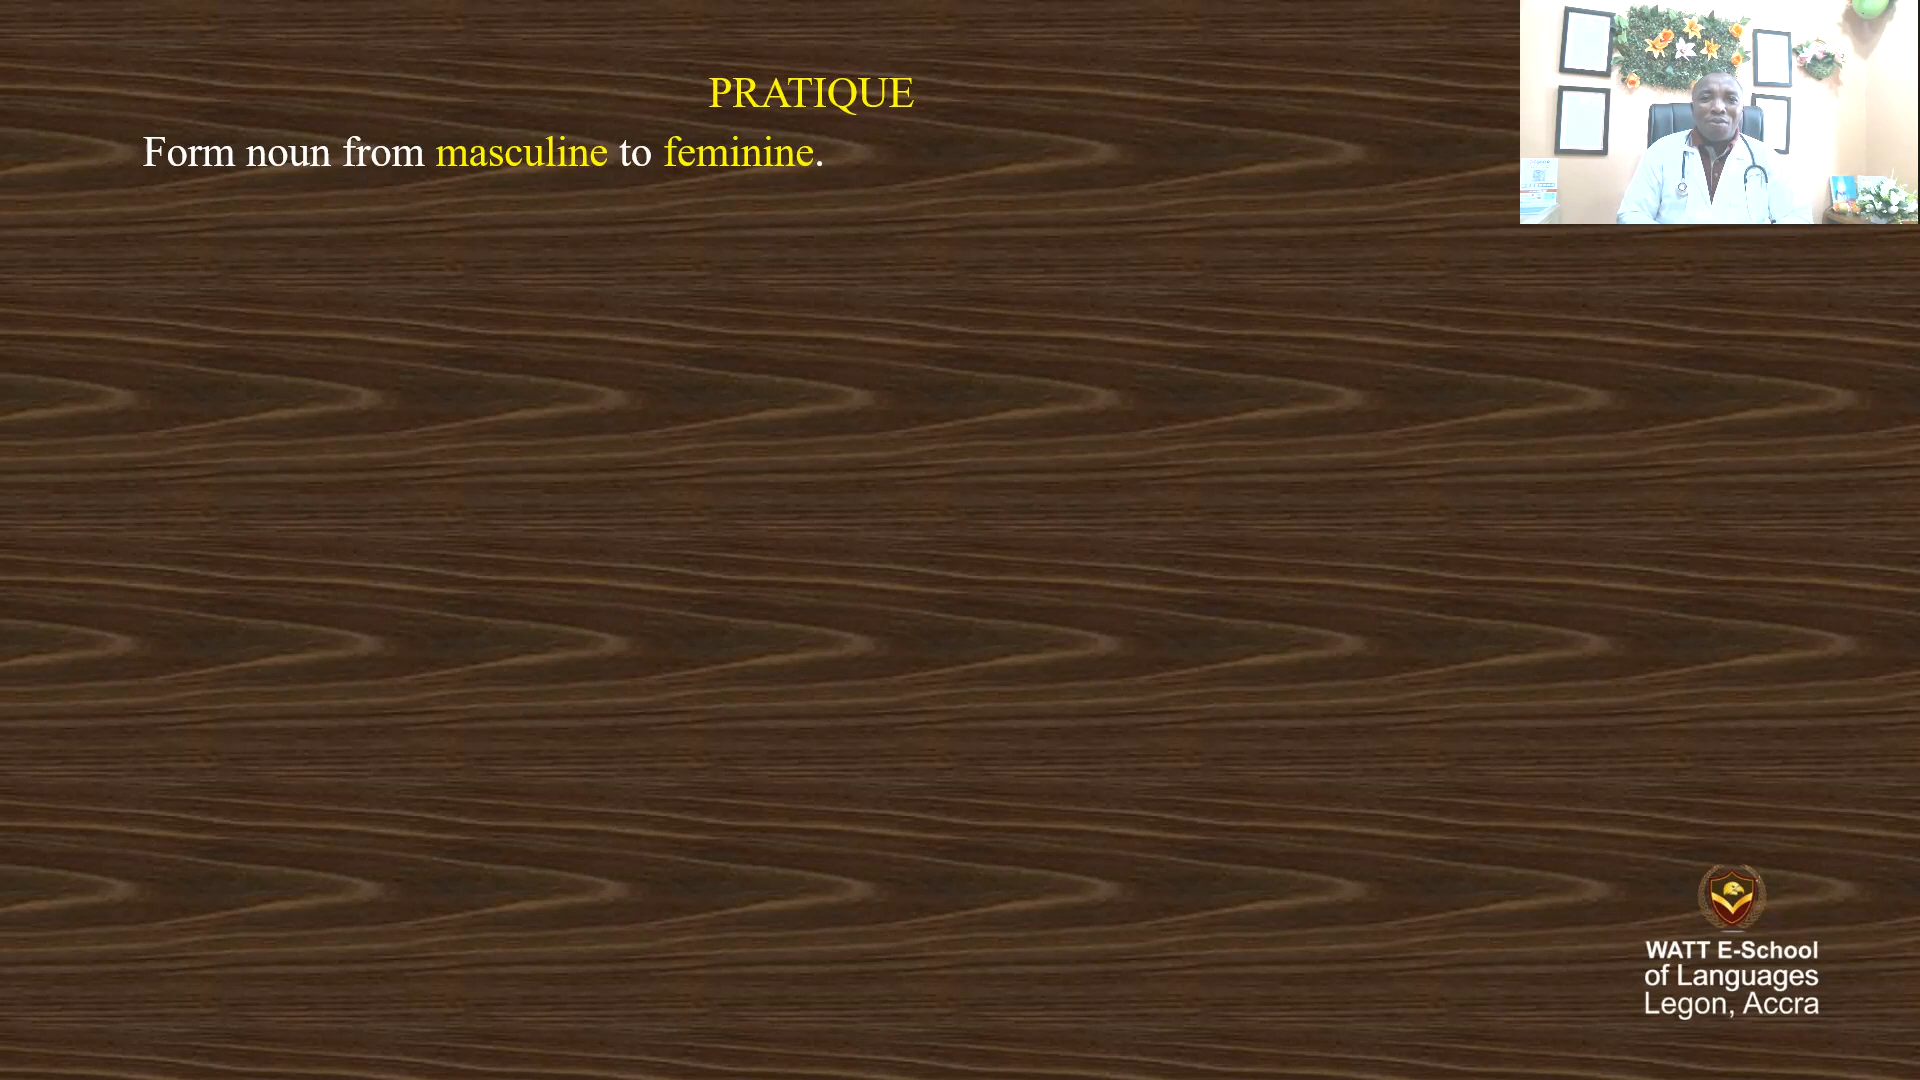 PRATIQUE
Form noun from masculine to feminine.
WATT E-School
of Languages
Legon, Accra